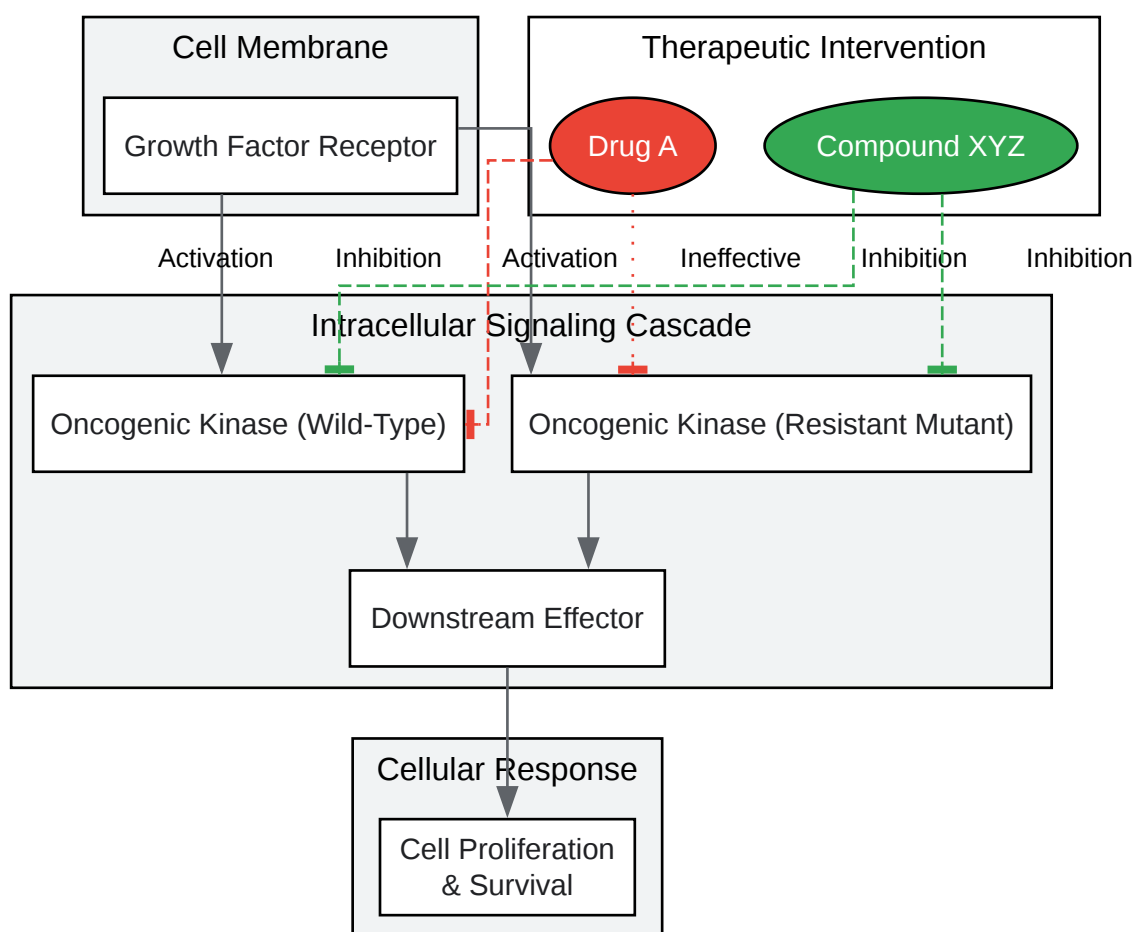 Cell Membrane
Therapeutic Intervention
Growth Factor Receptor
Drug A
Compound XYZ
Activation
Inhibition
Activation
Ineffective
Inhibition
Inhibition
Intracellular Signaling Cascade
Oncogenic Kinase (Wild-Type)
Oncogenic Kinase (Resistant Mutant)
Downstream Effector
Cellular Response
Cell Proliferation
& Survival